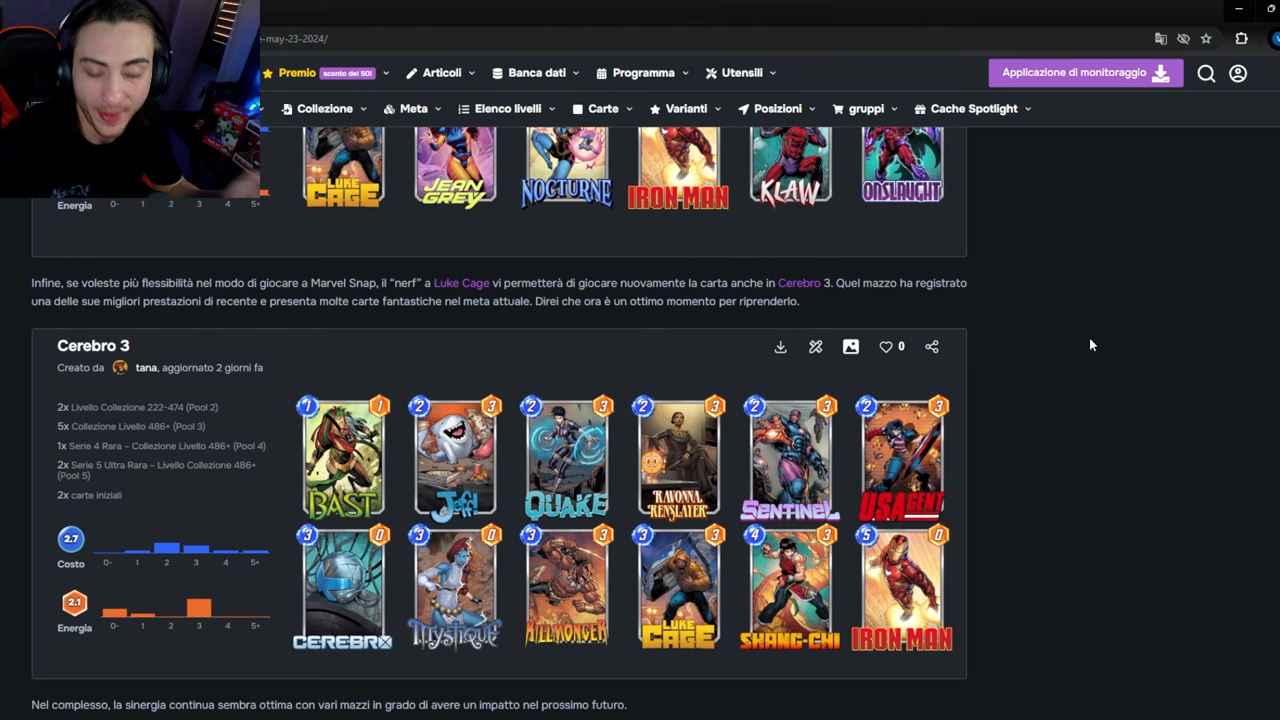 e-may-23-2024/
Premio sconto dei 50! Articoli Banca dati Programma Utensili Applicazione di monitoraggio
Collezione Meta Elenco livelli Carte Varianti Posizioni gruppi Cache Spotlight
LUKE CAGE JEAN GREY NOCTURNE IRON MAN KLAW ONSLAUGHT
Energia 0- 1 2 3 4 5+
Infine, se voleste più flessibilità nel modo di giocare a Marvel Snap, il “nerf” a Luke Cage vi permetterà di giocare nuovamente la carta anche in Cerebro 3. Quel mazzo ha registrato
una delle sue migliori prestazioni di recente e presenta molte carte fantastiche nel meta attuale. Direi che ora è un ottimo momento per riprenderlo.
Cerebro 3
0
Creato da tana, aggiornato 2 giorni fa
2x Livello Collezione 222-474 (Pool 2)
5x Collezione Livello 486+ (Pool 3)
1x Serie 4 Rara – Collezione Livello 486+ (Pool 4)
2x Serie 5 Ultra Rara – Livello Collezione 486+
(Pool 5)
2x carte iniziali
2.7
Costo 0- 1 2 3 4 5+
2.1
Energia 0- 1 2 3 4 5+
1 1 2 3 2 3 2 3 2 3 2 3
BAST Jeff! QUAKE RAVONNA RENSLAYER SENTINEL USAGENT
3 0 3 0 3 3 3 3 4 3 5 0
CEREBRO MYSTIQUE KILLMONGER LUKE CAGE SHANG-CHI IRON MAN
Nel complesso, la sinergia continua sembra ottima con vari mazzi in grado di avere un impatto nel prossimo futuro.